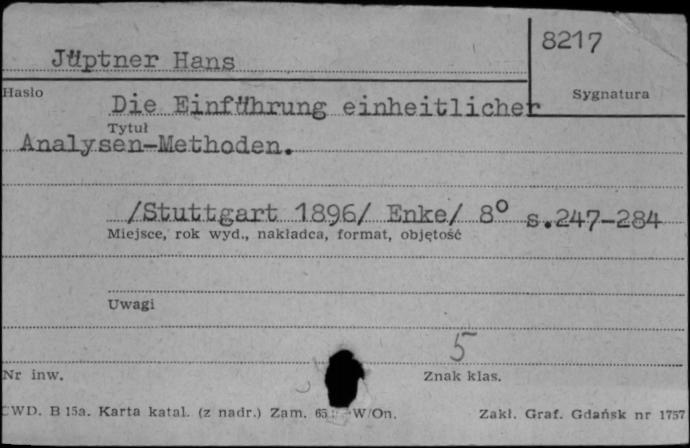 8217
Jüptner Hans
Hasło
Sygnatura
Die Einführung einheitlicher
Tytuł
Analysen-Methoden.
/Stuttgart 1896/ Enke/ 8° s.247-284
Miejsce, rok wyd., nakładca, format, objętość
Uwagi
5
Nr inw.
Znak klas.
CWD. B 15a. Karta katal. (z nadr.) Zam. 65 W/On.
Zakł. Graf. Gdańsk nr 1757